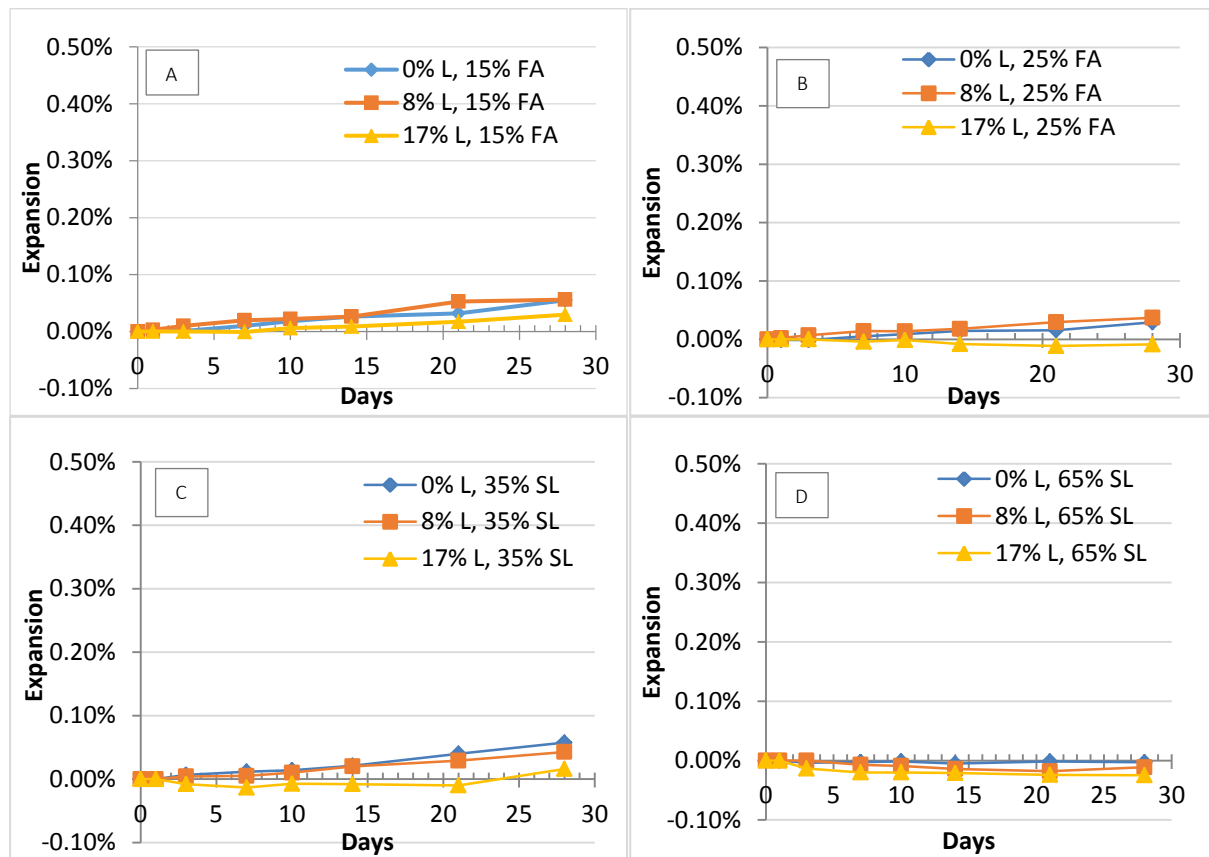 A
0% L, 15% FA
8% L, 15% FA
17% L, 15% FA
0.50%
0.40%
0.30%
0.20%
0.10%
0.00%
-0.10%
Expansion
0 5 10 15 20 25 30
Days
B
0% L, 25% FA
8% L, 25% FA
17% L, 25% FA
0.50%
0.40%
0.30%
0.20%
0.10%
0.00%
-0.10%
Expansion
0 5 10 15 20 25 30
Days
C
0% L, 35% SL
8% L, 35% SL
17% L, 35% SL
0.50%
0.40%
0.30%
0.20%
0.10%
0.00%
-0.10%
Expansion
0 5 10 15 20 25 30
Days
D
0% L, 65% SL
8% L, 65% SL
17% L, 65% SL
0.50%
0.40%
0.30%
0.20%
0.10%
0.00%
-0.10%
Expansion
0 5 10 15 20 25 30
Days